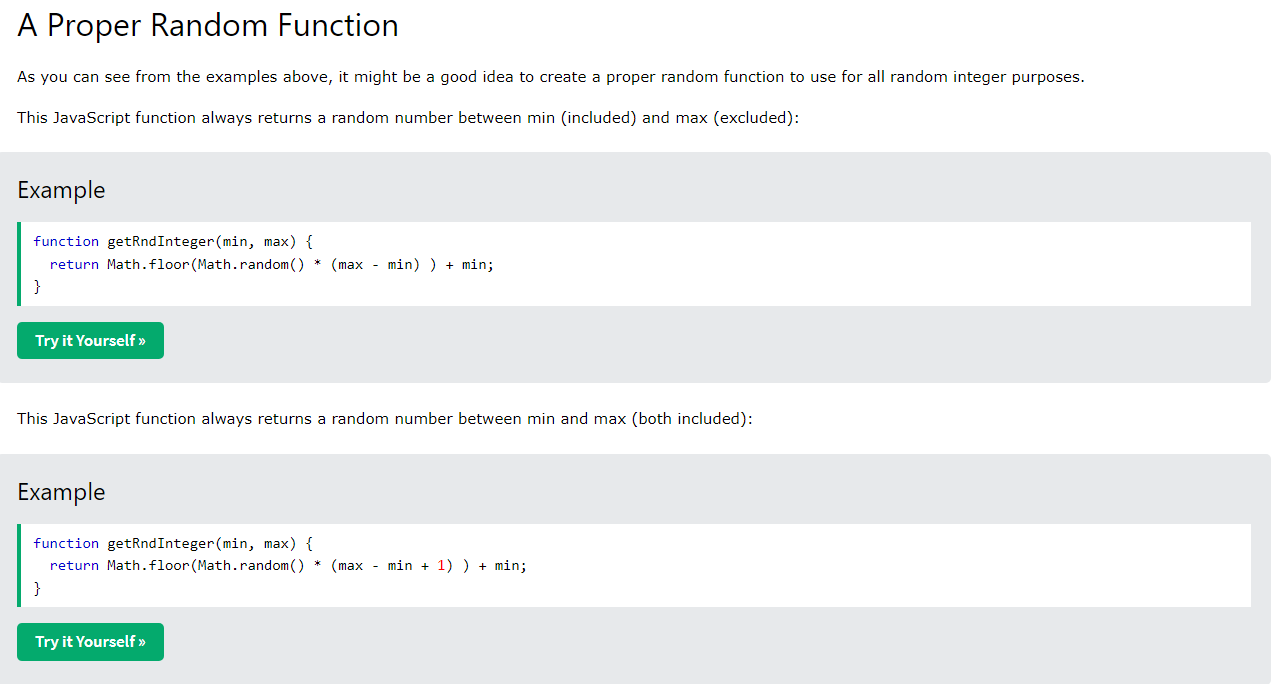 A Proper Random Function
As you can see from the examples above, it might be a good idea to create a proper random function to use for all random integer purposes.
This JavaScript function always returns a random number between min (included) and max (excluded):
Example
function getRndInteger(min, max) {
  return Math.floor(Math.random() * (max - min) ) + min;
}
Try it Yourself »
This JavaScript function always returns a random number between min and max (both included):
Example
function getRndInteger(min, max) {
  return Math.floor(Math.random() * (max - min + 1) ) + min;
}
Try it Yourself »